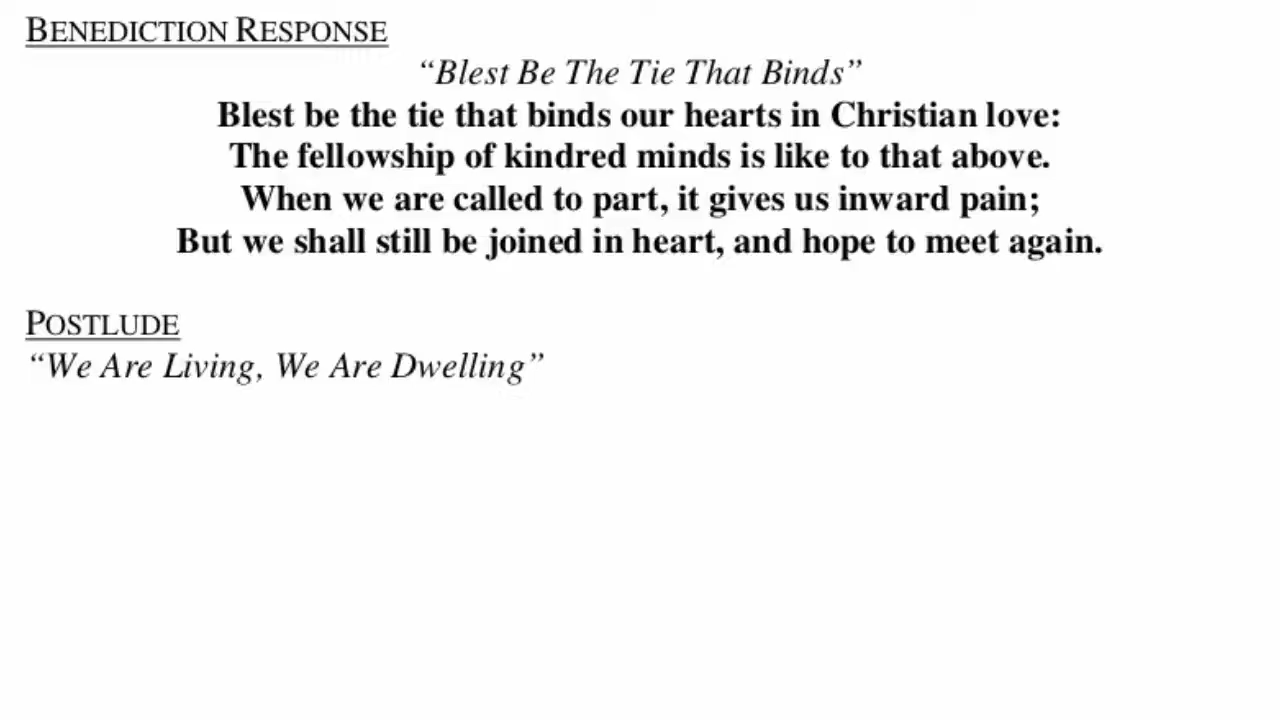 BENEDICTION RESPONSE
“Blest Be The Tie That Binds”
Blest be the tie that binds our hearts in Christian love:
The fellowship of kindred minds is like to that above.
When we are called to part, it gives us inward pain;
But we shall still be joined in heart, and hope to meet again.
POSTLUDE
“We Are Living, We Are Dwelling”